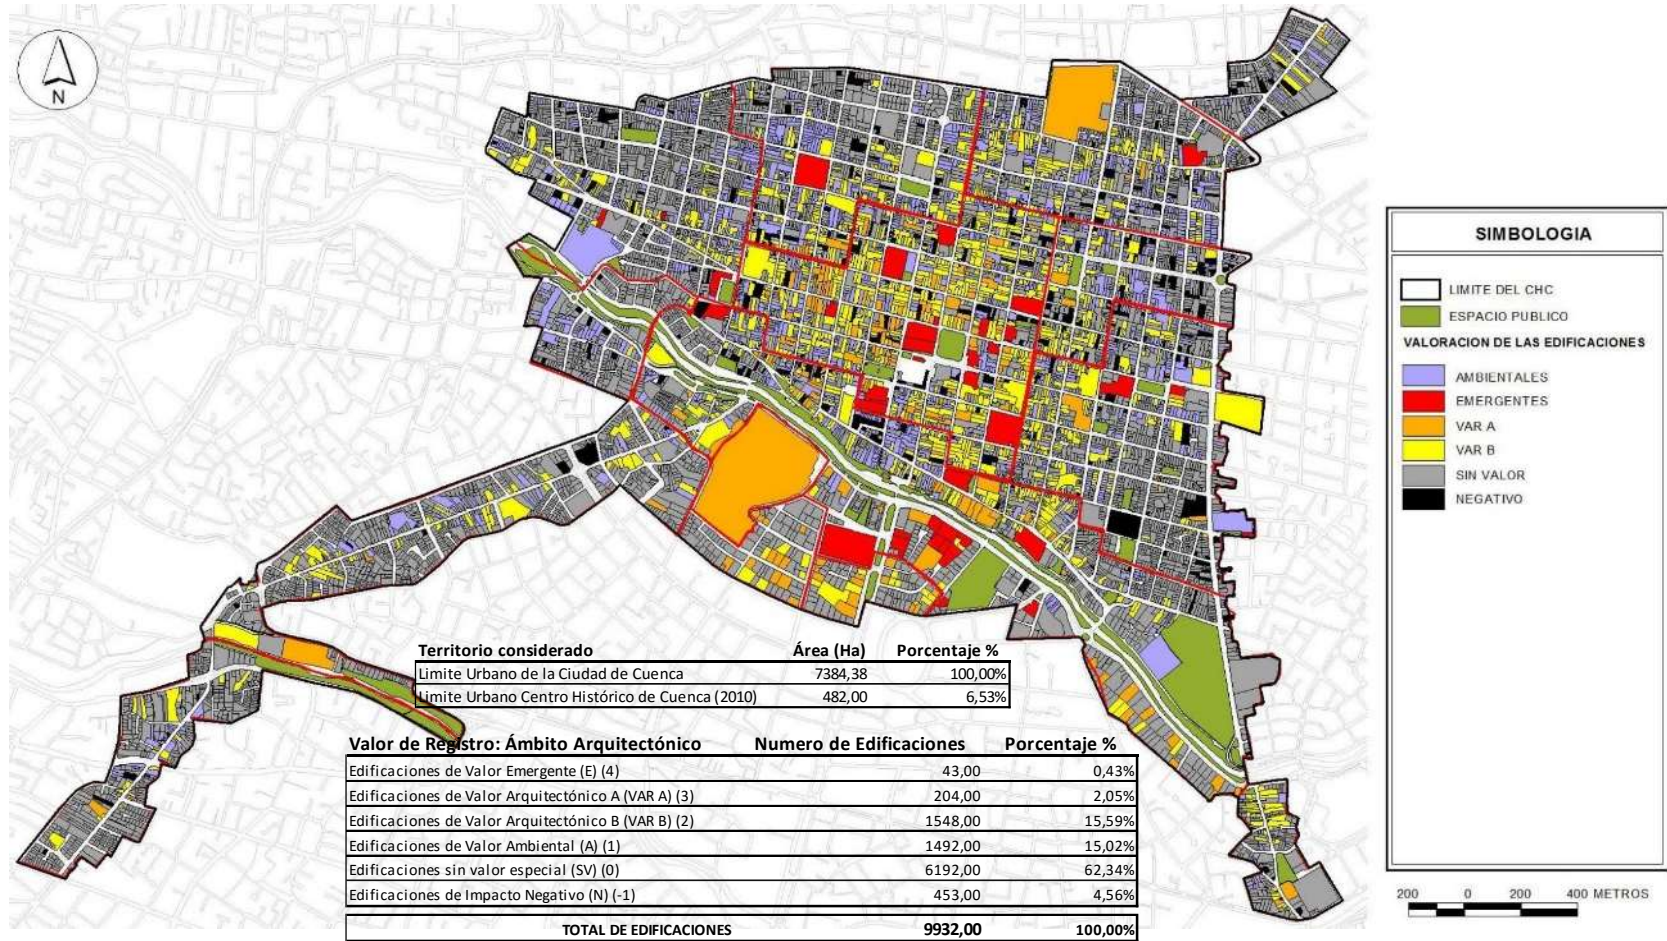 N
SIMBOLOGIA
LIMITE DEL CHC
ESPACIO PUBLICO
VALORACION DE LAS EDIFICACIONES
AMBIENTALES
EMERGENTES
VAR A
VAR B
SIN VALOR
NEGATIVO
200 0 200 400 METROS
Territorio considerado Área (Ha) Porcentaje %
Limite Urbano de la Ciudad de Cuenca 7384,38 100,00%
Limite Urbano Centro Histórico de Cuenca (2010) 482,00 6,53%
Valor de Registro: Ámbito Arquitectónico Numero de Edificaciones Porcentaje %
Edificaciones de Valor Emergente (E) (4) 43,00 0,43%
Edificaciones de Valor Arquitectónico A (VAR A) (3) 204,00 2,05%
Edificaciones de Valor Arquitectónico B (VAR B) (2) 1548,00 15,59%
Edificaciones de Valor Ambiental (A) (1) 1492,00 15,02%
Edificaciones sin valor especial (SV) (0) 6192,00 62,34%
Edificaciones de Impacto Negativo (N) (-1) 453,00 4,56%
TOTAL DE EDIFICACIONES 9932,00 100,00%